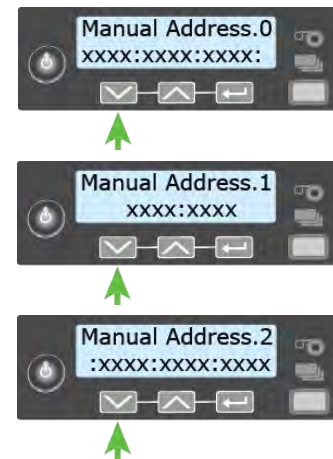 Manual Address.0
xxxx:xxxx:xxxx:
Manual Address.1
xxxx:xxxx
Manual Address.2
:xxxx:xxxx:xxxx